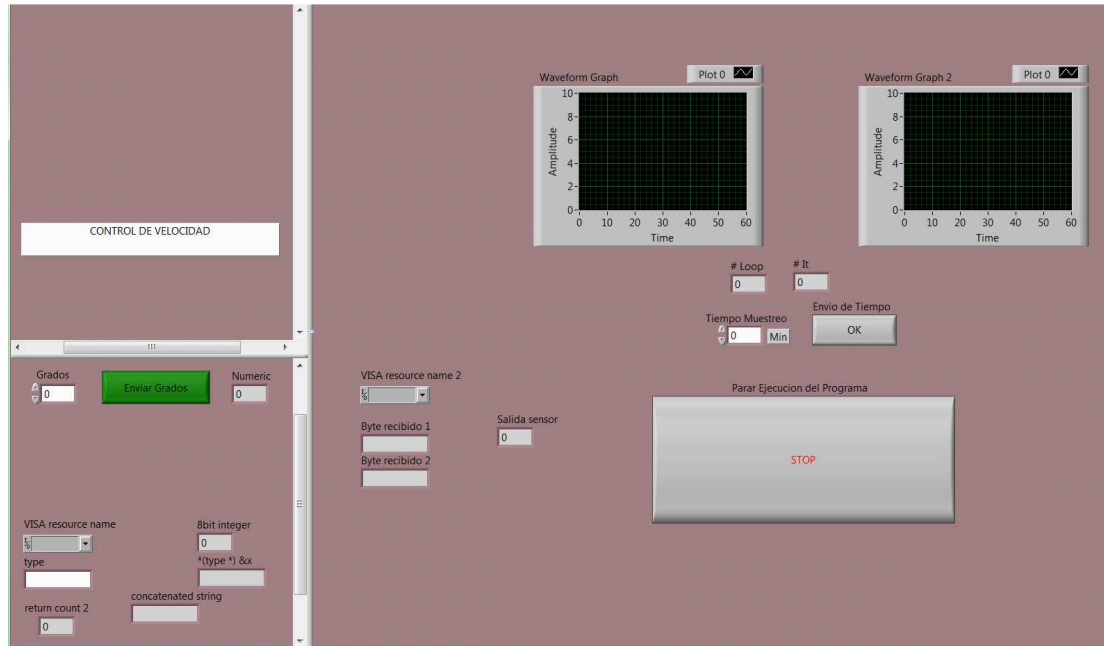 CONTROL DE VELOCIDAD
Grados
0
Enviar Grados
Numeric
0
VISA resource name
8bit integer
0
type
*(type *) &x
concatenated string
return count 2
0
Waveform Graph
Plot 0
10
8
6
4
2
0
Amplitude
0 10 20 30 40 50 60
Time
Waveform Graph 2
Plot 0
10
8
6
4
2
0
Amplitude
0 10 20 30 40 50 60
Time
# Loop
0
# It
0
Tiempo Muestreo
0
Min
Envio de Tiempo
OK
VISA resource name 2
Byte recibido 1
Byte recibido 2
Salida sensor
0
Parar Ejecucion del Programa
STOP